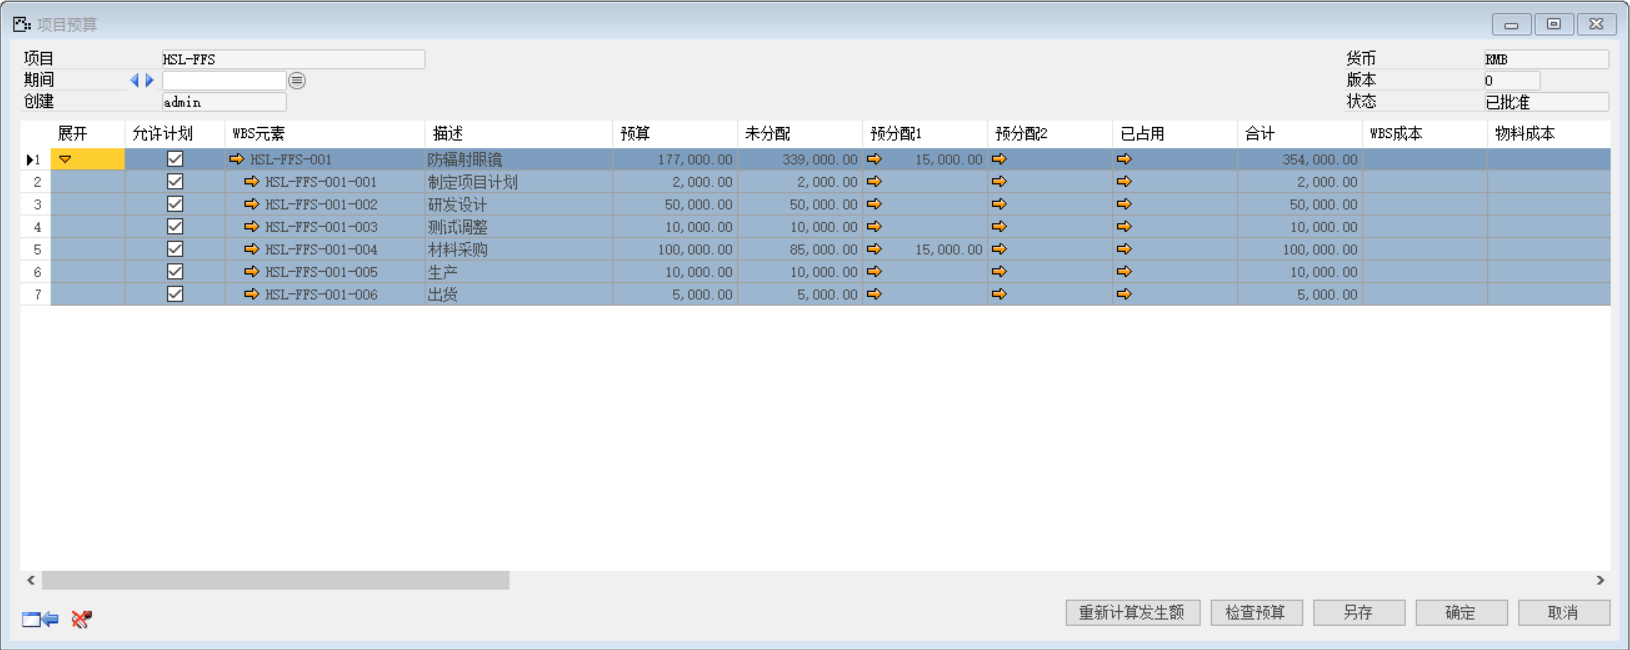 项目预算
项目 HSL-FFS 货币 RMB
期间 版本 0
创建 admin 状态 已批准
展开 允许计划 WBS元素 描述 预算 未分配 预分配1 预分配2 已占用 合计 WBS成本 物料成本
1 HSL-FFS-001 防辐射眼镜 177,000.00 339,000.00 15,000.00 354,000.00
2 HSL-FFS-001-001 制定项目计划 2,000.00 2,000.00 2,000.00
3 HSL-FFS-001-002 研发设计 50,000.00 50,000.00 50,000.00
4 HSL-FFS-001-003 测试调整 10,000.00 10,000.00 10,000.00
5 HSL-FFS-001-004 材料采购 100,000.00 85,000.00 15,000.00 100,000.00
6 HSL-FFS-001-005 生产 10,000.00 10,000.00 10,000.00
7 HSL-FFS-001-006 出货 5,000.00 5,000.00 5,000.00
重新计算发生额 检查预算 另存 确定 取消